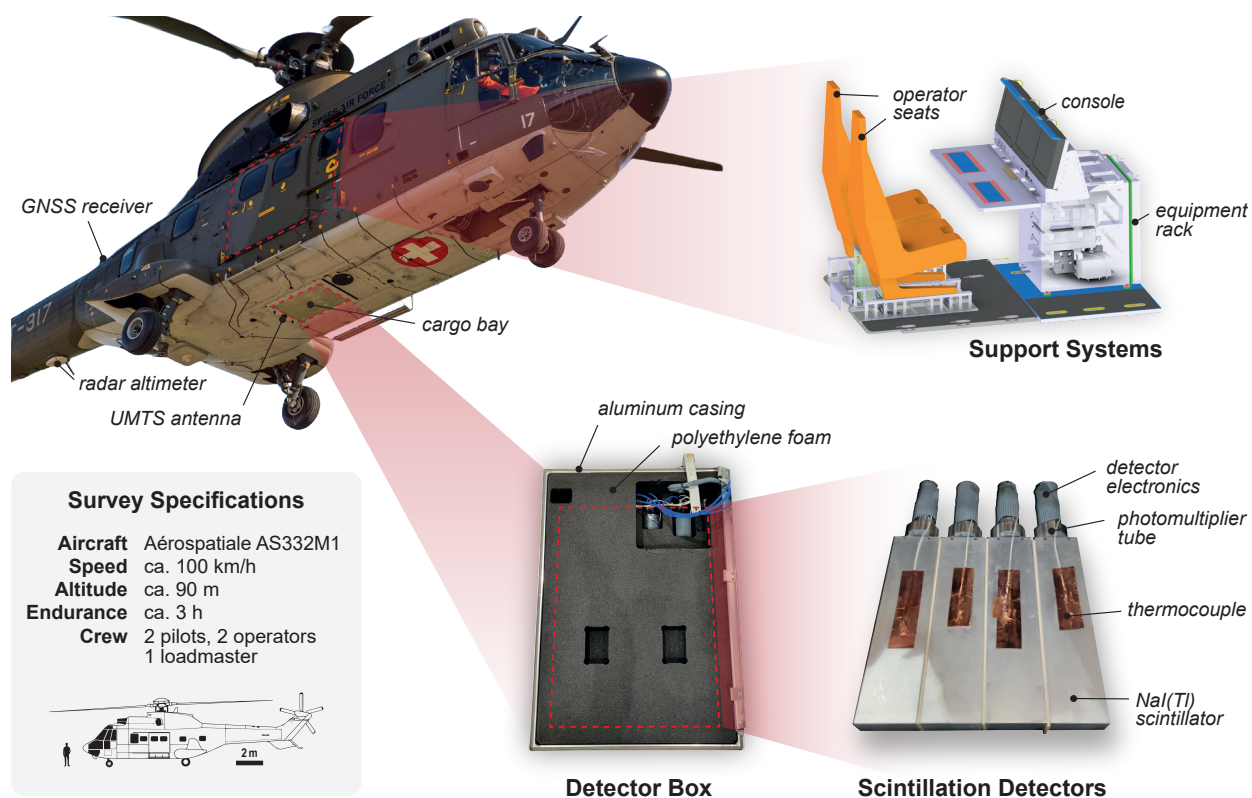 SWISS AIR FORCE
17
T-317
GNSS receiver
cargo bay
radar altimeter
UMTS antenna
operator
seats
console
equipment
rack
Support Systems
aluminum casing
polyethylene foam
Detector Box
detector
electronics
photomultiplier
tube
thermocouple
NaI(Tl)
scintillator
Scintillation Detectors
Survey Specifications
Aircraft Aérospatiale AS332M1
Speed ca. 100 km/h
Altitude ca. 90 m
Endurance ca. 3 h
Crew 2 pilots, 2 operators
1 loadmaster
2 m